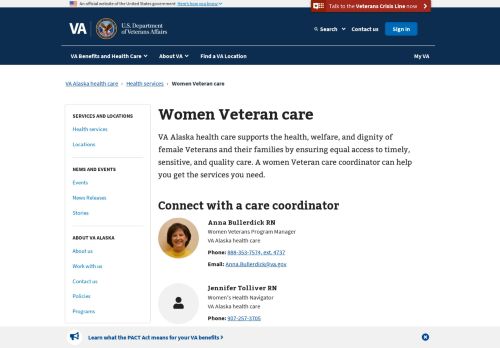 An official website of the United States government Here's how you know
Talk to the Veterans Crisis Line now
VA
U.S. Department
of Veterans Affairs
Search
Contact us
Sign in
VA Benefits and Health Care
About VA
Find a VA Location
My VA
VA Alaska health care › Health services › Women Veteran care
SERVICES AND LOCATIONS
Health services
Locations
NEWS AND EVENTS
Events
News Releases
Stories
ABOUT VA ALASKA
About us
Work with us
Contact us
Policies
Programs
Women Veteran care
VA Alaska health care supports the health, welfare, and dignity of
female Veterans and their families by ensuring equal access to timely,
sensitive, and quality care. A women Veteran care coordinator can help
you get the services you need.
Connect with a care coordinator
Anna Bullerdick RN
Women Veterans Program Manager
VA Alaska health care
Phone: 888-353-7574, ext. 4737
Email: Anna.Bullerdick@va.gov
Jennifer Tolliver RN
Women's Health Navigator
VA Alaska health care
Phone: 907-257-3705
Learn what the PACT Act means for your VA benefits